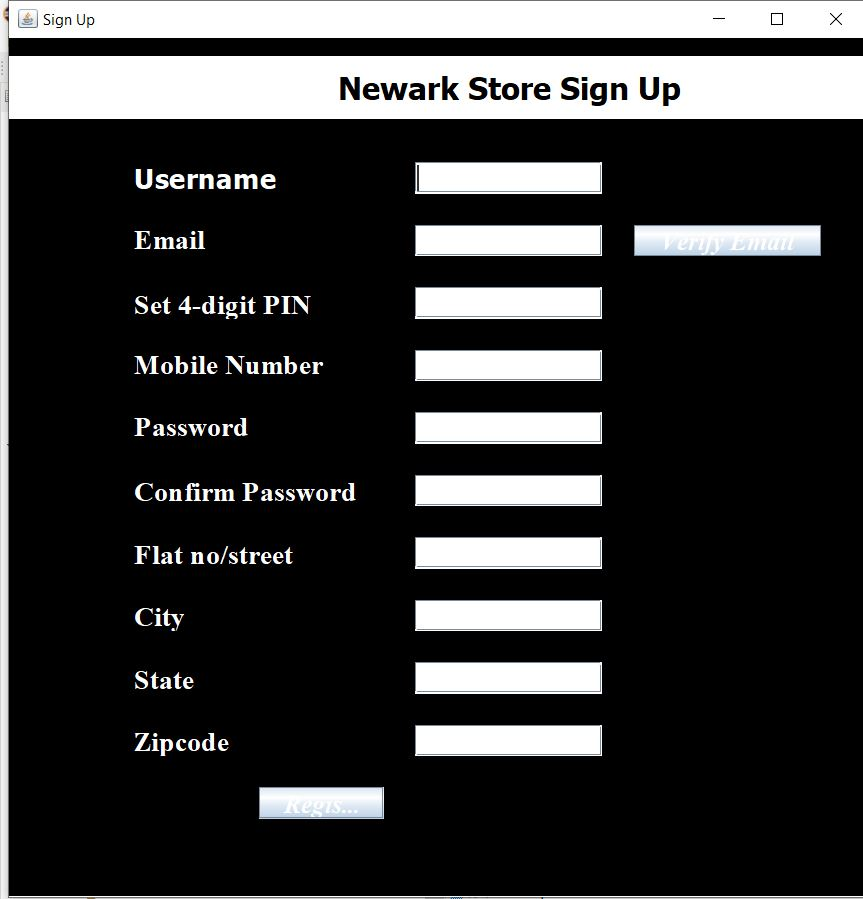 Sign Up
Newark Store Sign Up
Username
Email
Verify Email
Set 4-digit PIN
Mobile Number
Password
Confirm Password
Flat no/street
City
State
Zipcode
Regis...